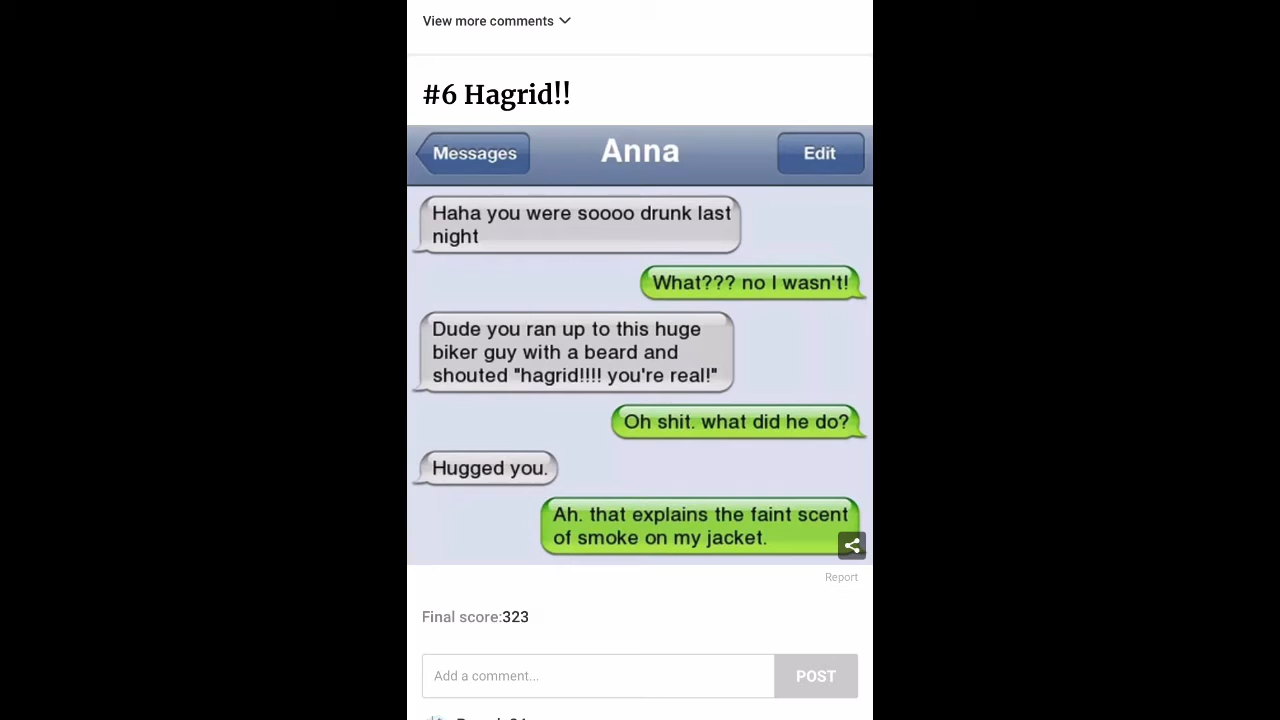 View more comments
#6 Hagrid!!
Messages
Anna
Edit
Haha you were soooo drunk last
night
What??? no I wasn't!
Dude you ran up to this huge
biker guy with a beard and
shouted "hagrid!!!! you're real!"
Oh shit. what did he do?
Hugged you.
Ah. that explains the faint scent
of smoke on my jacket.
Report
Final score:323
Add a comment...
POST